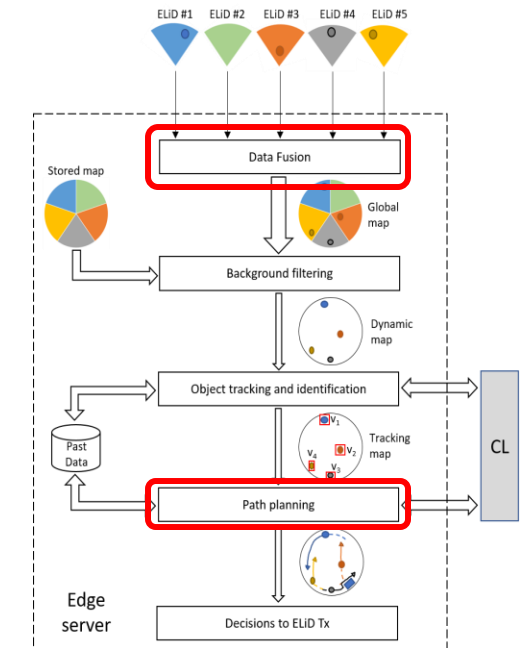 ELiD #1 ELiD #2 ELiD #3 ELiD #4 ELiD #5
Data Fusion
Stored map
Global
map
Background filtering
Dynamic
map
Object tracking and identification
CL
Past
Data
V1
V2
V3
V4
Tracking
map
Path planning
Edge
server
Decisions to ELiD Tx